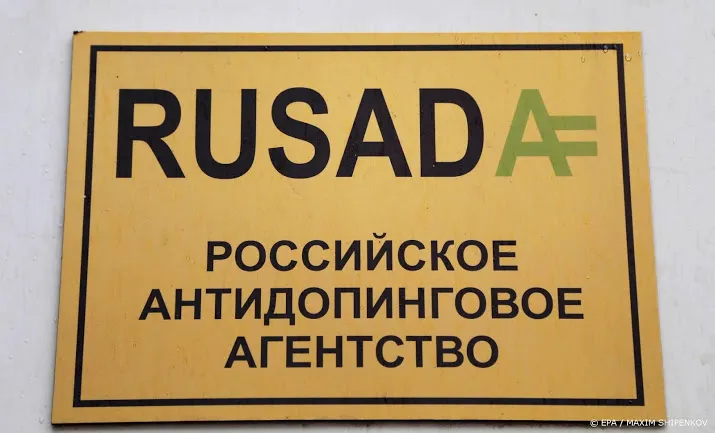 RUSADA
РОССИЙСКОЕ
АНТИДОПИНГОВОЕ
АГЕНТСТВО
© EPA / MAXIM SHIPENKOV